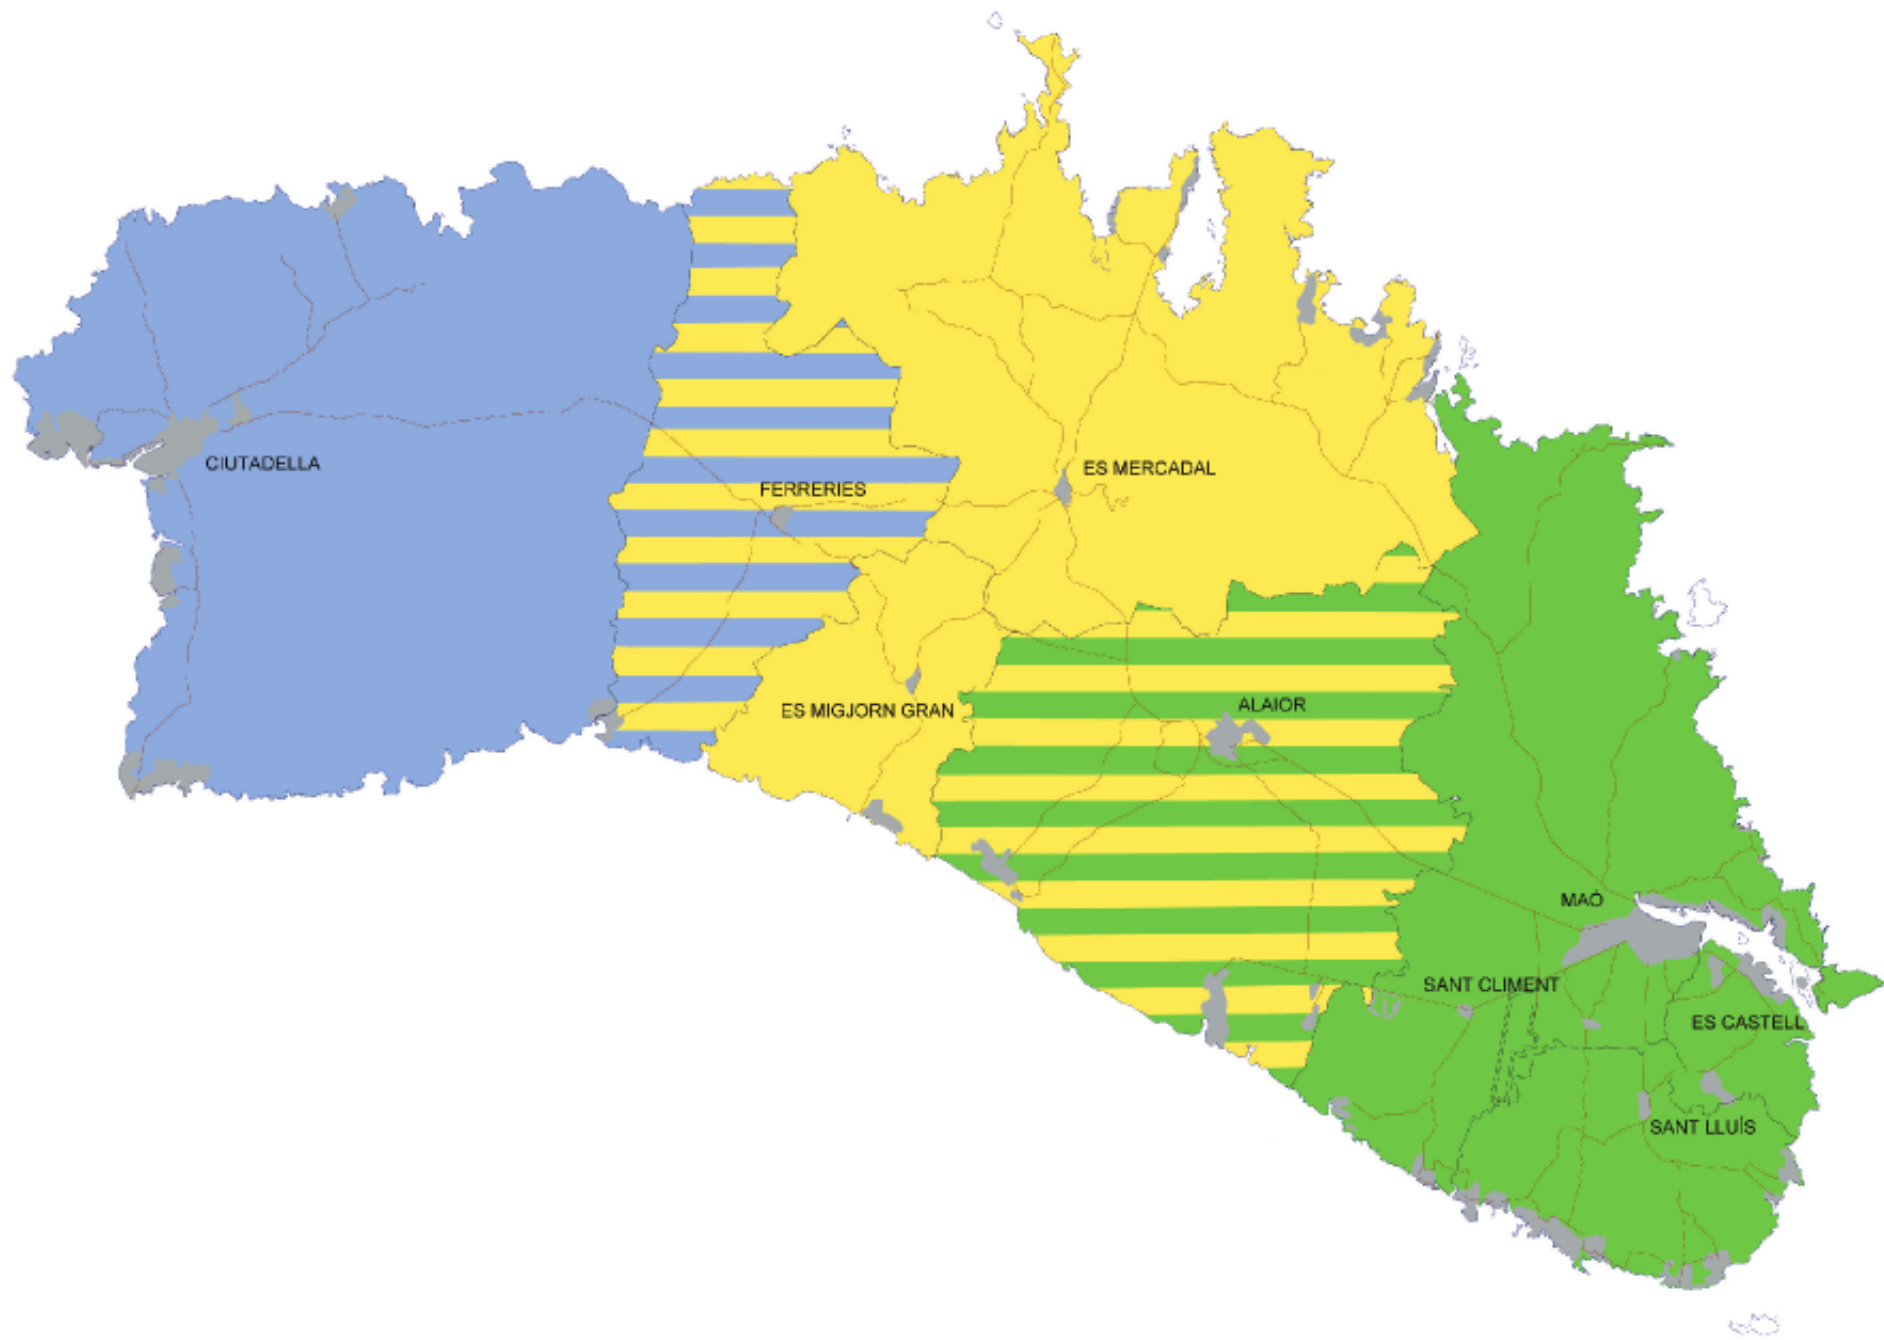 CIUTADELLA
ES MERCADAL
FERRERIES
ES MIGJORN GRAN
ALAIOR
MAÓ
SANT CLIMENT
ES CASTELL
SANT LLUÍS